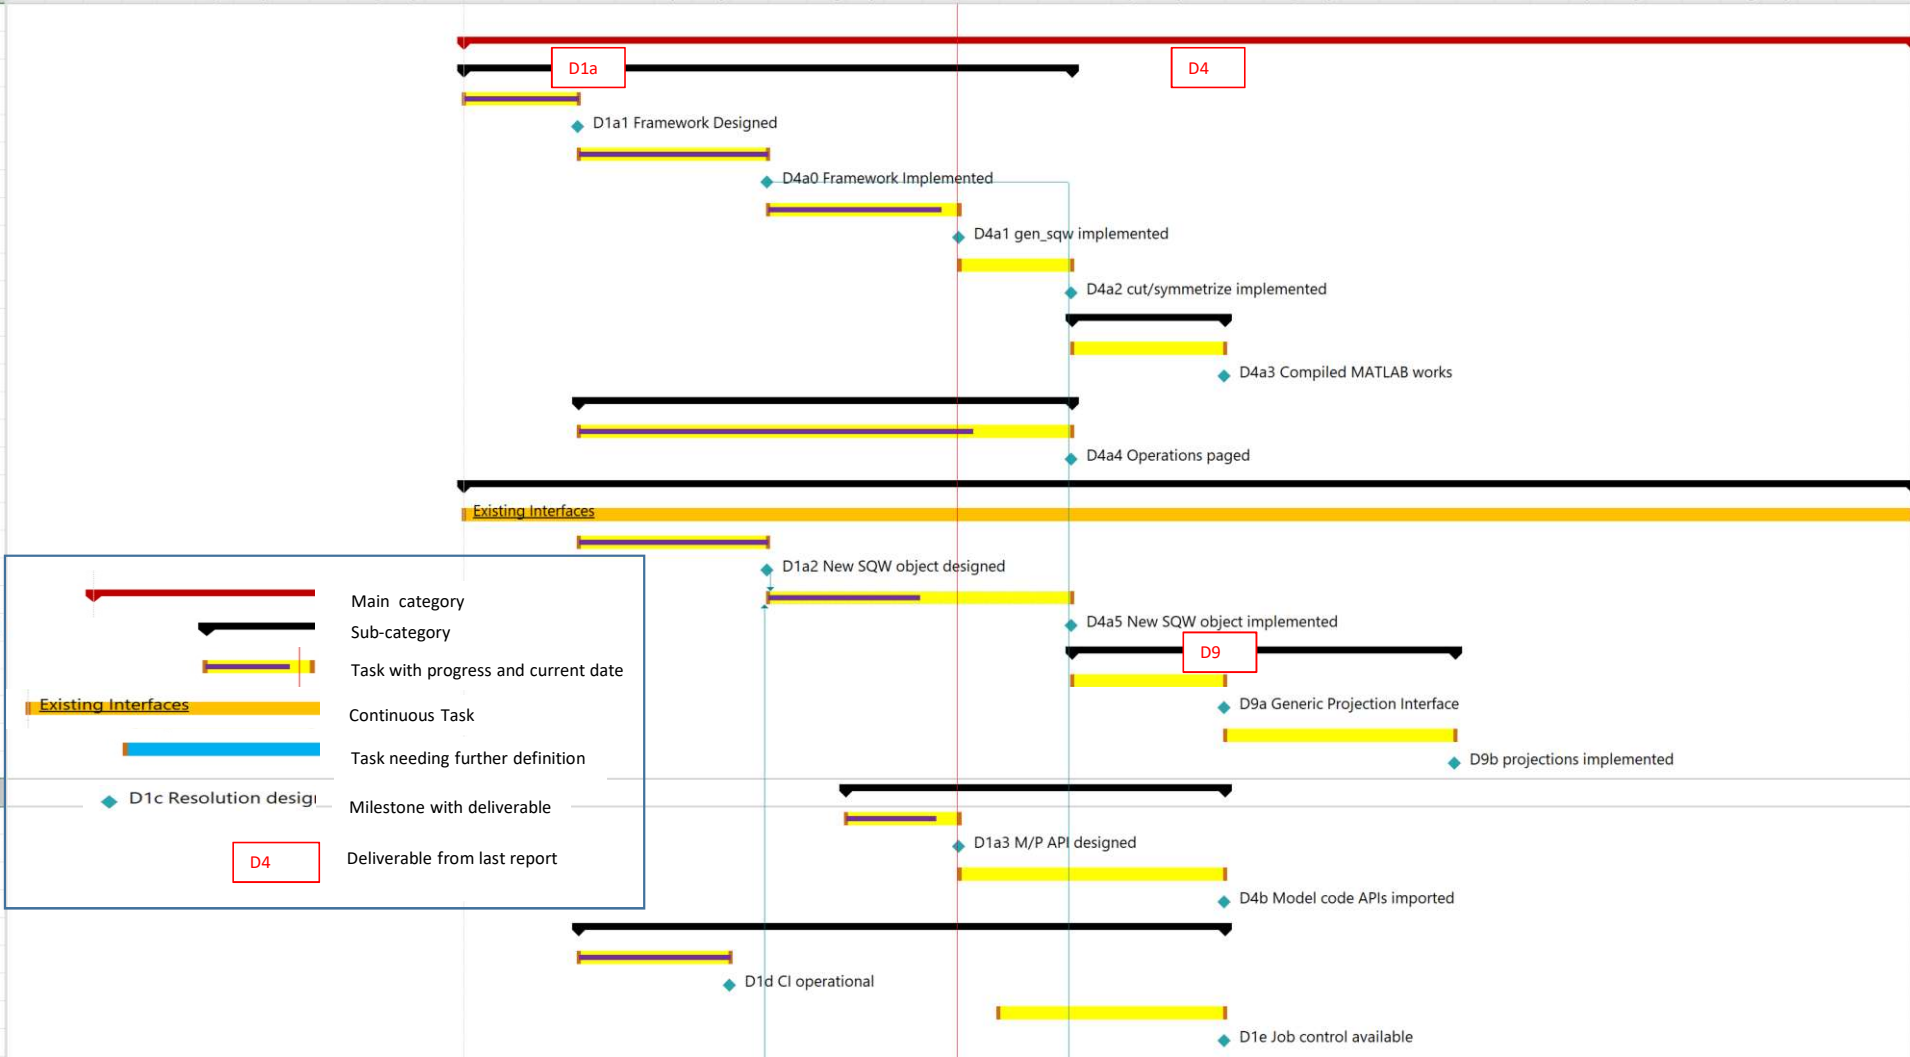 D1a
D4
D1a1 Framework Designed
D4a0 Framework Implemented
D4a1 gen_sqw implemented
D4a2 cut/symmetrize implemented
D4a3 Compiled MATLAB works
D4a4 Operations paged
Existing Interfaces
D1a2 New SQW object designed
D4a5 New SQW object implemented
D9
D9a Generic Projection Interface
D9b projections implemented
D1a3 M/P API designed
D4b Model code APIs imported
D1d CI operational
D1e Job control available
Main category
Sub-category
Task with progress and current date
Existing Interfaces
Continuous Task
Task needing further definition
D1c Resolution desig
Milestone with deliverable
D4
Deliverable from last report